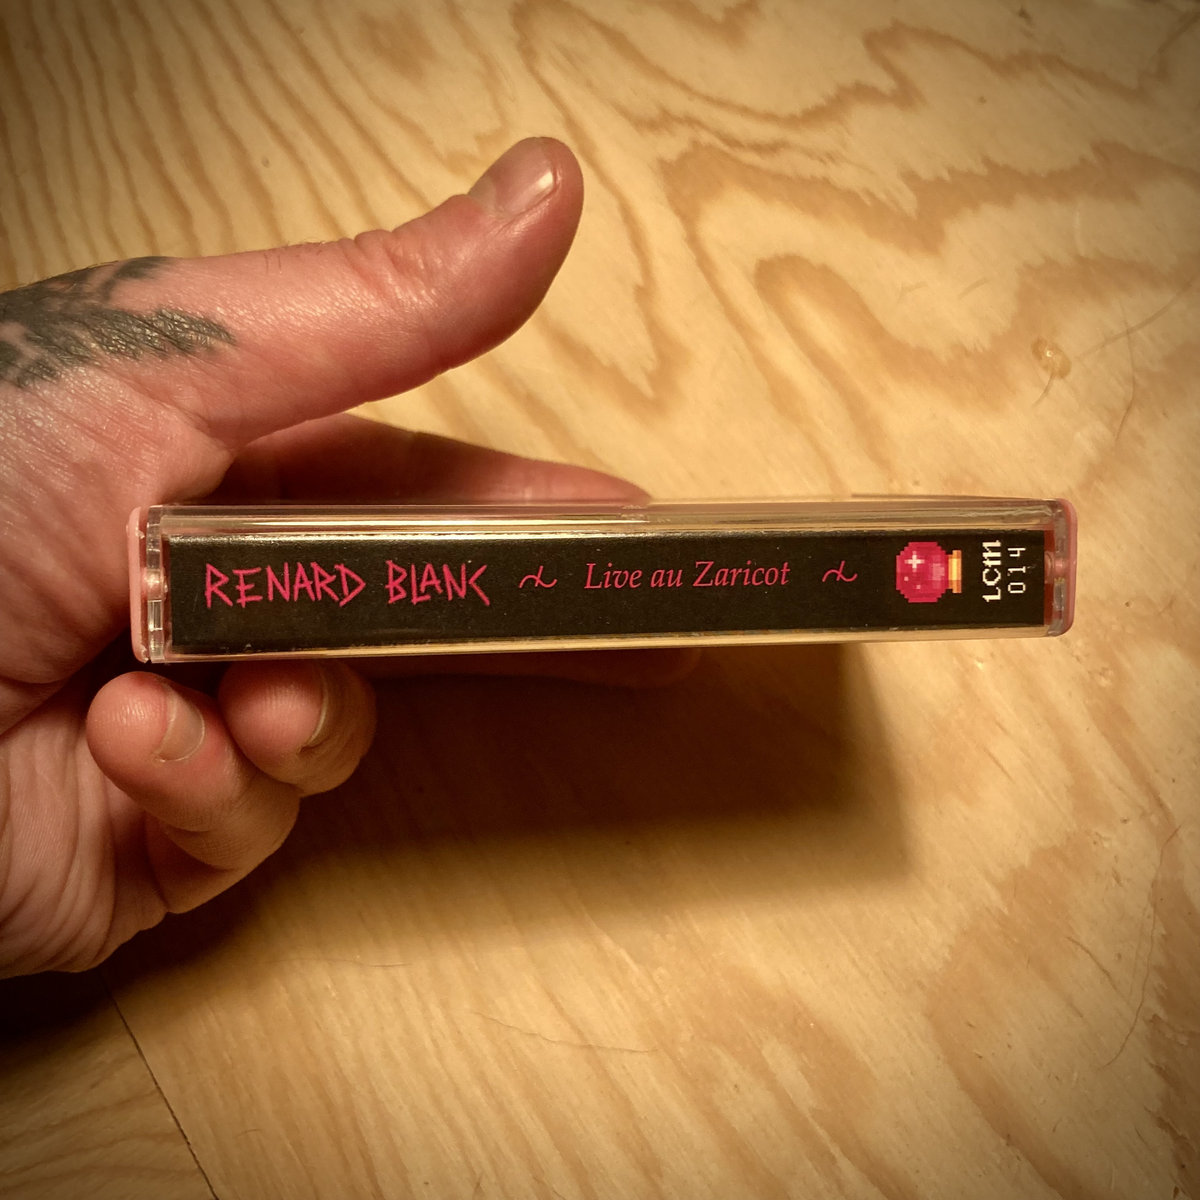 RENARD BLANC ~ Live au Zaricot ~
LCM
014